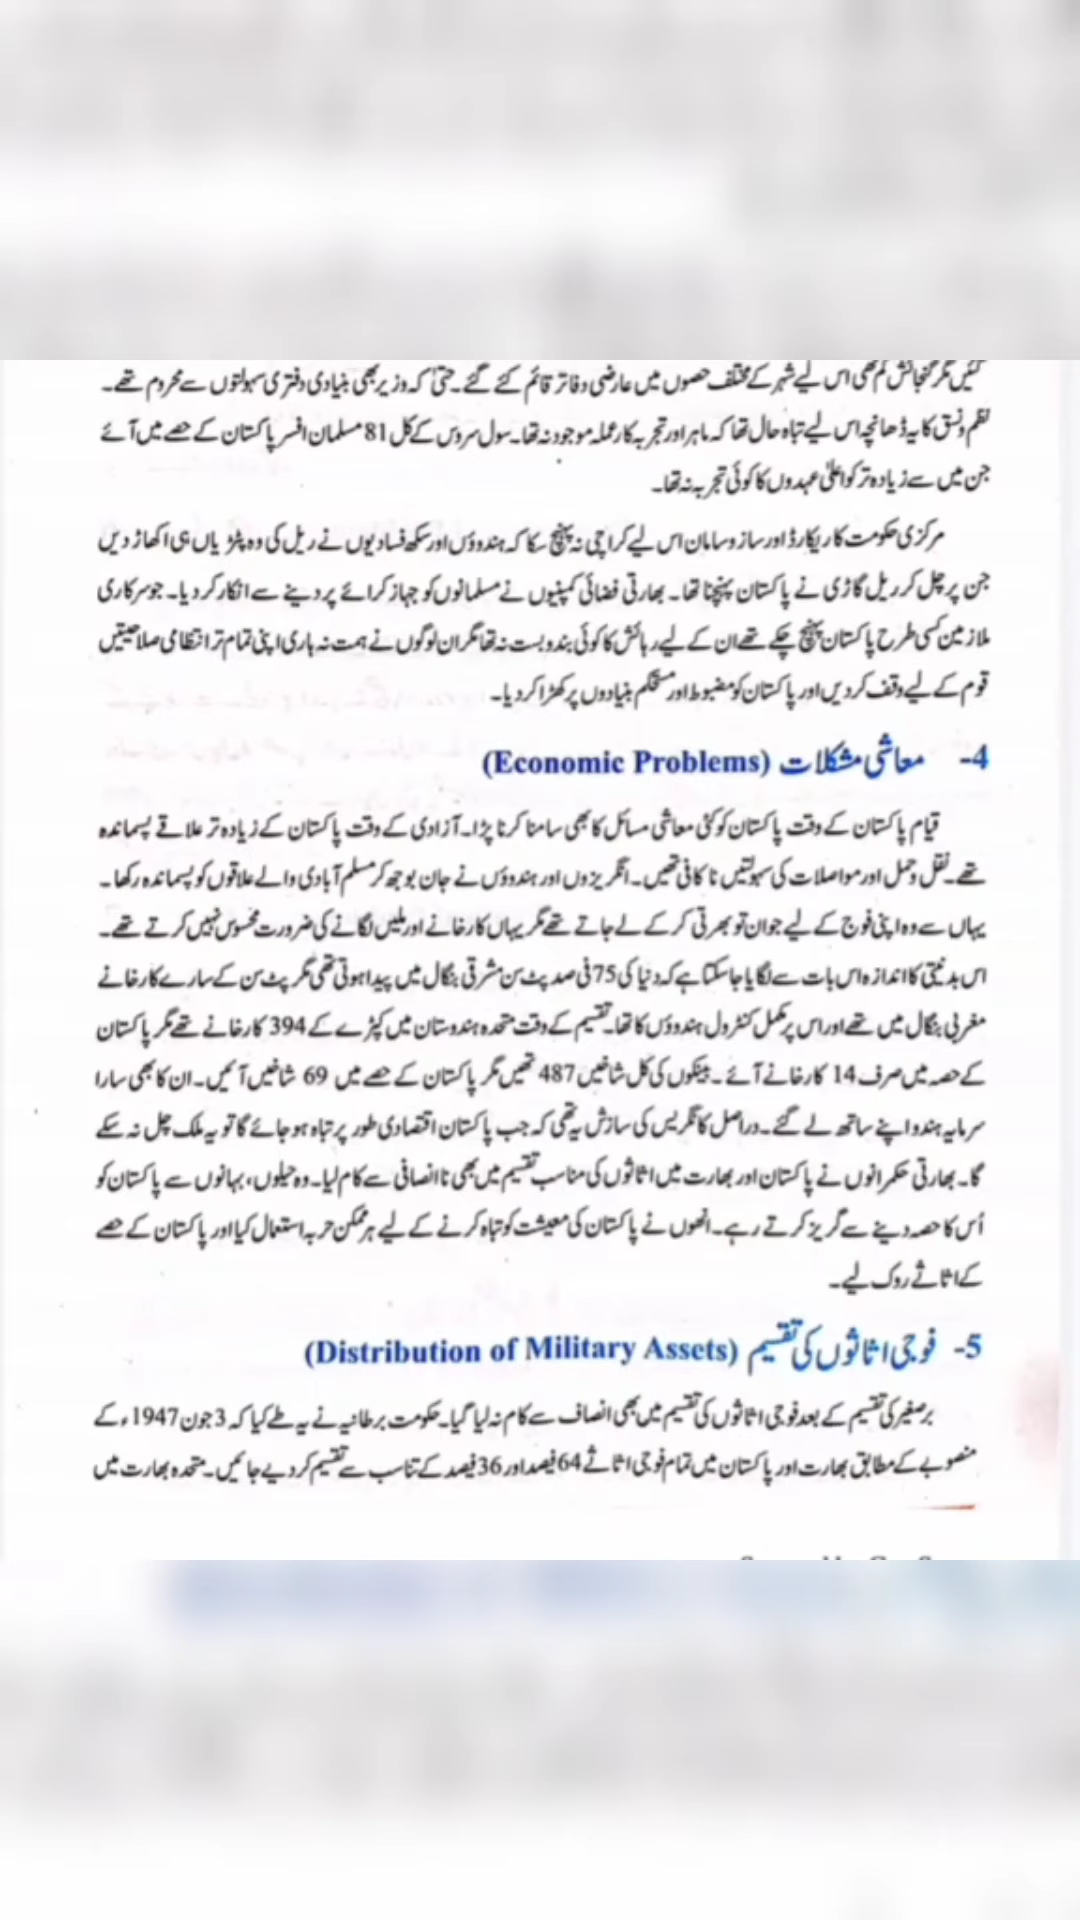 گئیں مگر گنجائش کم تھی اس لیے شہر کے مختلف حصوں میں عارضی دفاتر قائم کئے گئے۔ حتیٰ کہ وزیر بھی بنیادی دفتری سہولتوں سے محروم تھے۔
نظم و نسق کا یہ ڈھانچہ اس لیے تباہ حال تھا کہ ماہر اور تجربہ کار عملہ موجود نہ تھا۔ سول سروس کے کل 81 مسلمان افسر پاکستان کے حصے میں آئے
جن میں سے زیادہ تر کو اعلیٰ عہدوں کا کوئی تجربہ نہ تھا۔
مرکزی حکومت کا ریکارڈ اور ساز و سامان اس لیے کراچی نہ پہنچ سکا کہ ہندوؤں اور سکھ فسادیوں نے ریل کی وہ پٹڑیاں ہی اکھاڑ دیں
جن پر چل کر ریل گاڑی نے پاکستان پہنچنا تھا۔ بھارتی فضائی کمپنیوں نے مسلمانوں کو جہاز کرائے پر دینے سے انکار کر دیا۔ جو سرکاری
ملازمین کسی طرح پاکستان پہنچ چکے تھے ان کے لیے رہائش کا کوئی بندوبست نہ تھا مگر ان لوگوں نے ہمت نہ ہاری اپنی تمام تر انتظامی صلاحیتیں
قوم کے لیے وقف کر دیں اور پاکستان کو مضبوط اور مستحکم بنیادوں پر کھڑا کر دیا۔
4- معاشی مشکلات (Economic Problems)
قیام پاکستان کے وقت پاکستان کو کئی معاشی مسائل کا بھی سامنا کرنا پڑا۔ آزادی کے وقت پاکستان کے زیادہ تر علاقے پسماندہ
تھے۔ نقل و حمل اور مواصلات کی سہولتیں ناکافی تھیں۔ انگریزوں اور ہندوؤں نے جان بوجھ کر مسلم آبادی والے علاقوں کو پسماندہ رکھا۔
یہاں سے وہ اپنی فوج کے لیے جوان تو بھرتی کر کے لے جاتے تھے مگر یہاں کارخانے اور ملیں لگانے کی ضرورت محسوس نہیں کرتے تھے۔
اس بدنیتی کا اندازہ اس بات سے لگایا جا سکتا ہے کہ دنیا کی 75 فی صد پٹ سن مشرقی بنگال میں پیدا ہوتی تھی مگر پٹ سن کے سارے کارخانے
مغربی بنگال میں تھے اور اس پر مکمل کنٹرول ہندوؤں کا تھا۔ تقسیم کے وقت متحدہ ہندوستان میں کپڑے کے 394 کارخانے تھے مگر پاکستان
کے حصہ میں صرف 14 کارخانے آئے۔ بینکوں کی کل شاخیں 487 تھیں مگر پاکستان کے حصے میں 69 شاخیں آئیں۔ ان کا بھی سارا
سرمایہ ہندو اپنے ساتھ لے گئے۔ دراصل کانگریس کی سازش یہ تھی کہ جب پاکستان اقتصادی طور پر تباہ ہو جائے گا تو یہ ملک چل نہ سکے
گا۔ بھارتی حکمرانوں نے پاکستان اور بھارت میں اثاثوں کی مناسب تقسیم میں بھی ناانصافی سے کام لیا۔ وہ حیلوں، بہانوں سے پاکستان کو
اُس کا حصہ دینے سے گریز کرتے رہے۔ انھوں نے پاکستان کی معیشت کو تباہ کرنے کے لیے ہر ممکن حربہ استعمال کیا اور پاکستان کے حصے
کے اثاثے روک لیے۔
5- فوجی اثاثوں کی تقسیم (Distribution of Military Assets)
برصغیر کی تقسیم کے بعد فوجی اثاثوں کی تقسیم میں بھی انصاف سے کام نہ لیا گیا۔ حکومت برطانیہ نے یہ طے کیا کہ 3 جون 1947ء کے
منصوبے کے مطابق بھارت اور پاکستان میں تمام فوجی اثاثے 64 فیصد اور 36 فیصد کے تناسب سے تقسیم کر دیے جائیں۔ متحدہ بھارت میں